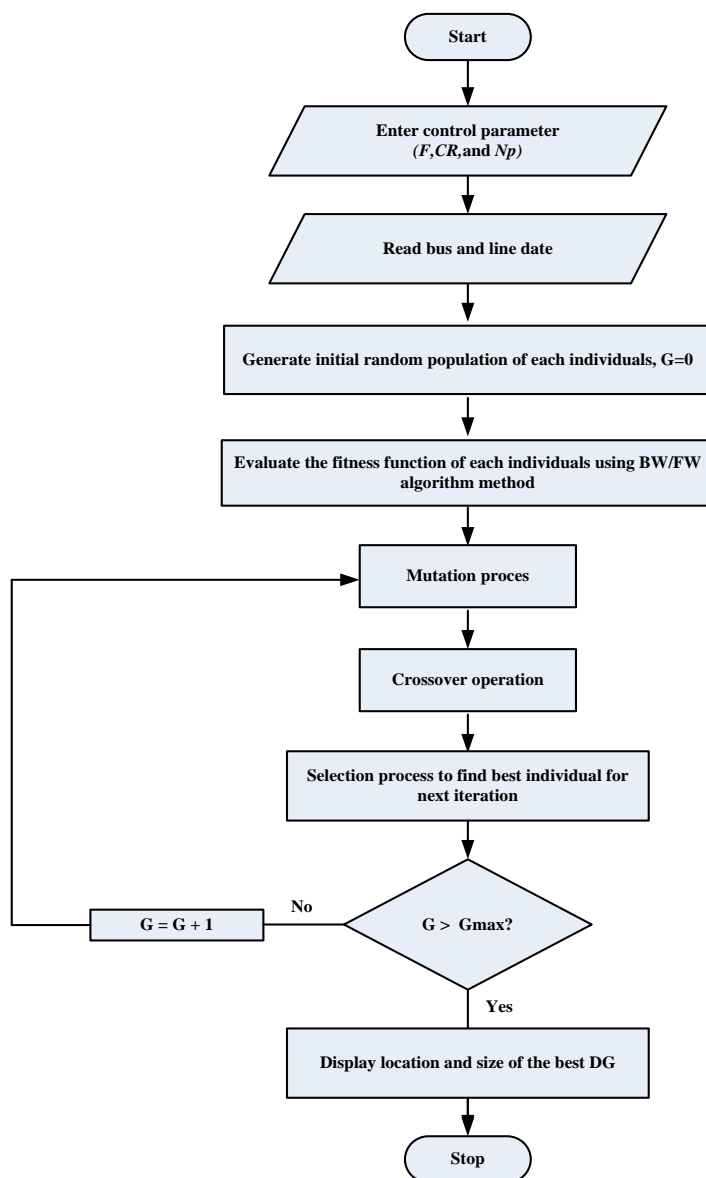 Start
Enter control parameter
(F,CR,and Np)
Read bus and line date
Generate initial random population of each individuals, G=0
Evaluate the fitness function of each individuals using BW/FW
algorithm method
Mutation proces
Crossover operation
Selection process to find best individual for
next iteration
G > Gmax?
No
G = G + 1
Yes
Display location and size of the best DG
Stop